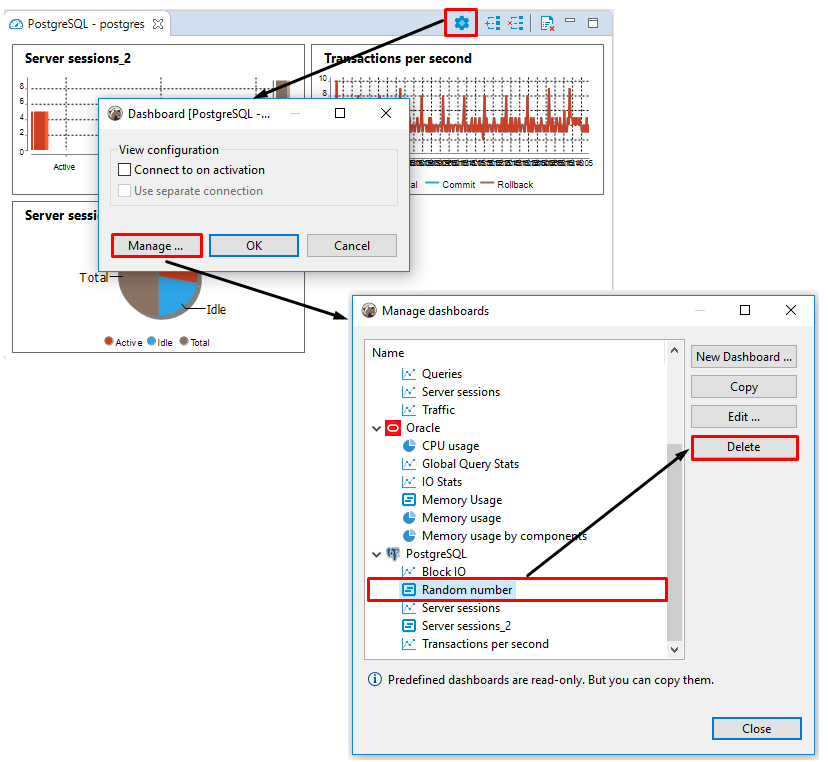 PostgreSQL - postgres
Server sessions_2
8
6
4
2
0
Active
Transactions per second
10
8
al Commit Rollback
Dashboard [PostgreSQL -...
View configuration
Connect to on activation
Use separate connection
Manage ... OK Cancel
Server sessi
Total
Idle
Active Idle Total
Manage dashboards
Name
Queries
Server sessions
Traffic
Oracle
CPU usage
Global Query Stats
IO Stats
Memory Usage
Memory usage
Memory usage by components
PostgreSQL
Block IO
Random number
Server sessions
Server sessions_2
Transactions per second
New Dashboard ...
Copy
Edit ...
Delete
Predefined dashboards are read-only. But you can copy them.
Close